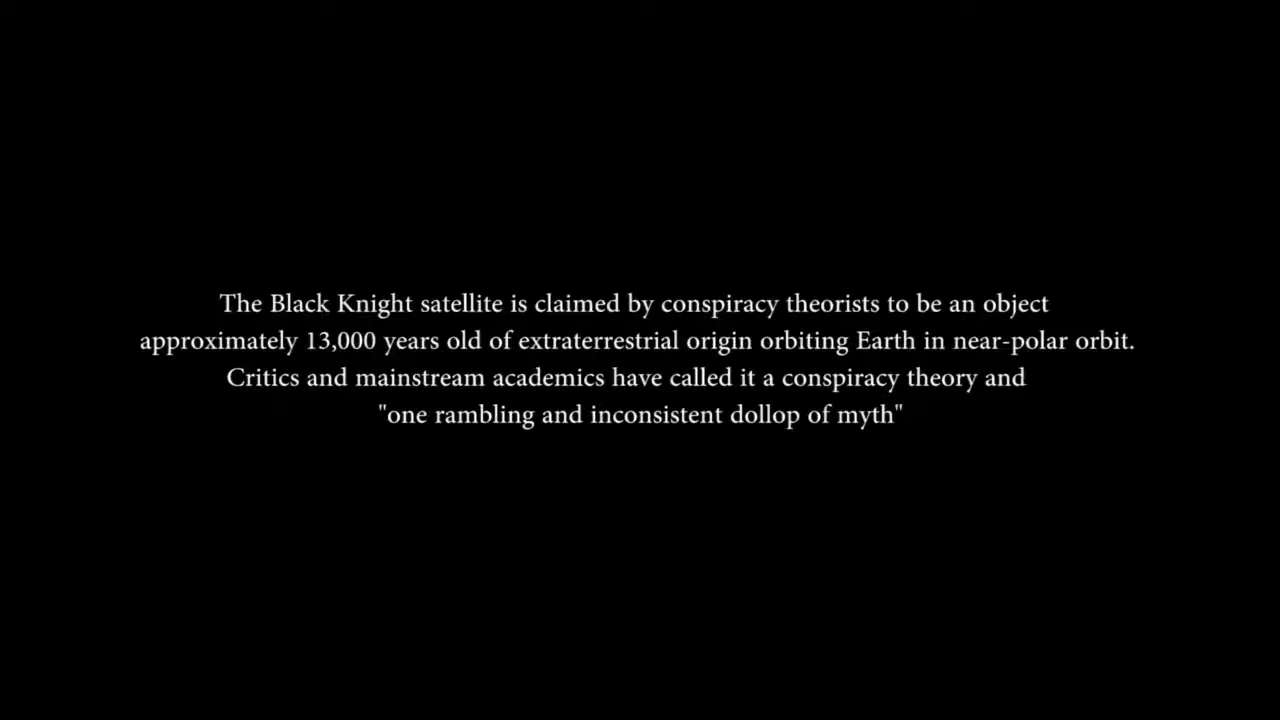 The Black Knight satellite is claimed by conspiracy theorists to be an object
approximately 13,000 years old of extraterrestrial origin orbiting Earth in near-polar orbit.
Critics and mainstream academics have called it a conspiracy theory and
"one rambling and inconsistent dollop of myth"